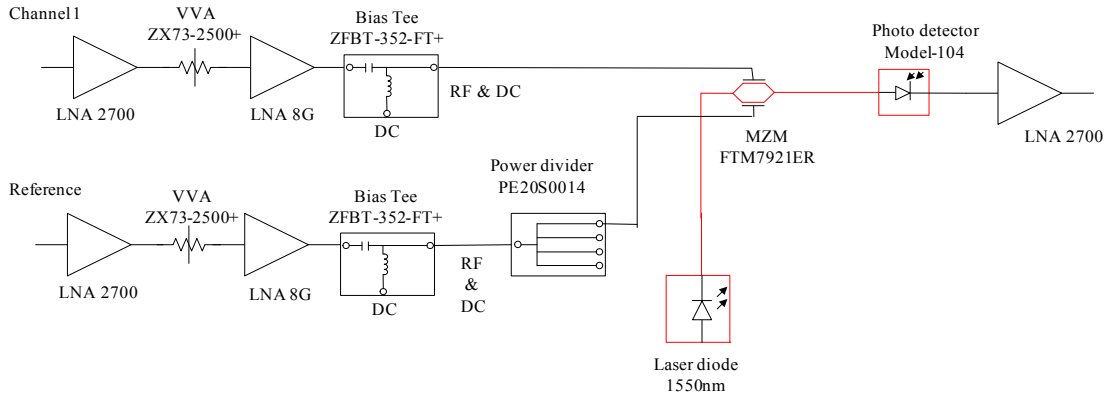 Channel1
VVA
ZX73-2500+
LNA 2700
LNA 8G
Bias Tee
ZFBT-352-FT+
DC
RF & DC
MZM
FTM7921ER
Photo detector
Model-104
LNA 2700
Reference
VVA
ZX73-2500+
LNA 2700
LNA 8G
Bias Tee
ZFBT-352-FT+
DC
RF
&
DC
Power divider
PE20S0014
Laser diode
1550nm